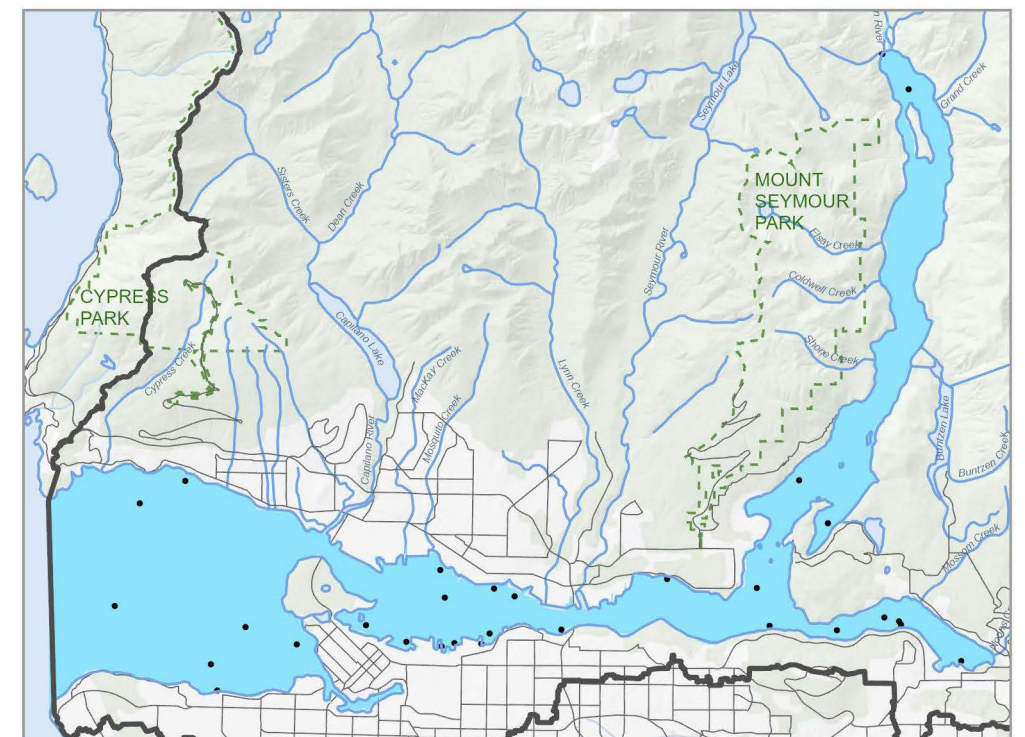 River
Grand Creek
Seymour Lake
Sisters Creek
Dean Creek
MOUNT
SEYMOUR
PARK
Elsay Creek
Seymour River
Coldwell Creek
CYPRESS
PARK
Capilano Lake
Cypress Creek
Shone Creek
MacKay Creek
Lynn Creek
Mosquito Creek
Capilano River
Buntzen Lake
Buntzen Creek
Mossom Creek